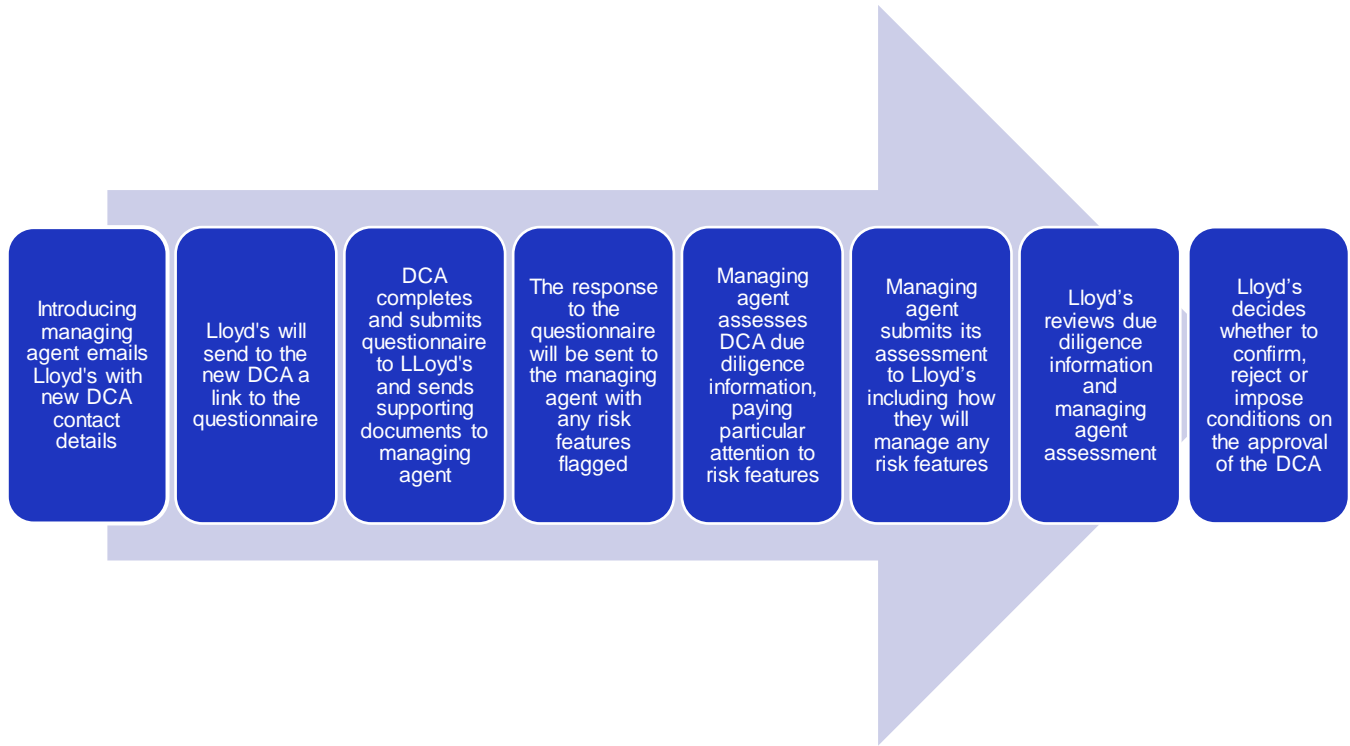 Introducing
managing
agent emails
Lloyd's with
new DCA
contact
details
Lloyd's will
send to the
new DCA a
link to the
questionnaire
DCA
completes
and submits
questionnaire
to LLoyd's
and sends
supporting
documents to
managing
agent
The response
to the
questionnaire
will be sent to
the managing
agent with
any risk
features
flagged
Managing
agent
assesses
DCA due
diligence
information,
paying
particular
attention to
risk features
Managing
agent
submits its
assessment
to Lloyd’s
including how
they will
manage any
risk features
Lloyd’s
reviews due
diligence
information
and
managing
agent
assessment
Lloyd’s
decides
whether to
confirm,
reject or
impose
conditions on
the approval
of the DCA